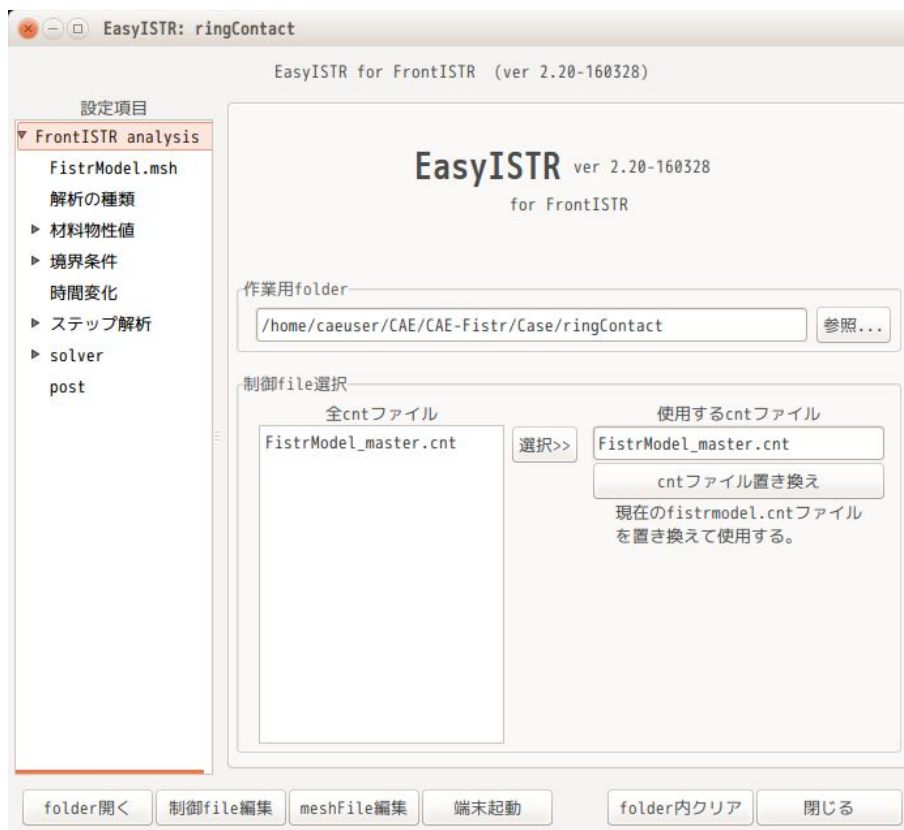 EasyISTR: ringContact
EasyISTR for FrontISTR (ver 2.20-160328)
設定項目
FrontISTR analysis
FistrModel.msh
解析の種類
材料物性値
境界条件
時間変化
ステップ解析
solver
post
EasyISTR ver 2.20-160328
for FrontISTR
作業用folder
/home/caeuser/CAE/CAE-Fistr/Case/ringContact
参照...
制御file選択
全cntファイル
FistrModel_master.cnt
選択>>
使用するcntファイル
FistrModel_master.cnt
cntファイル置き換え
現在のfistrmodel.cntファイル
を置き換えて使用する。
folder開く 制御file編集 meshFile編集 端末起動 folder内クリア 閉じる